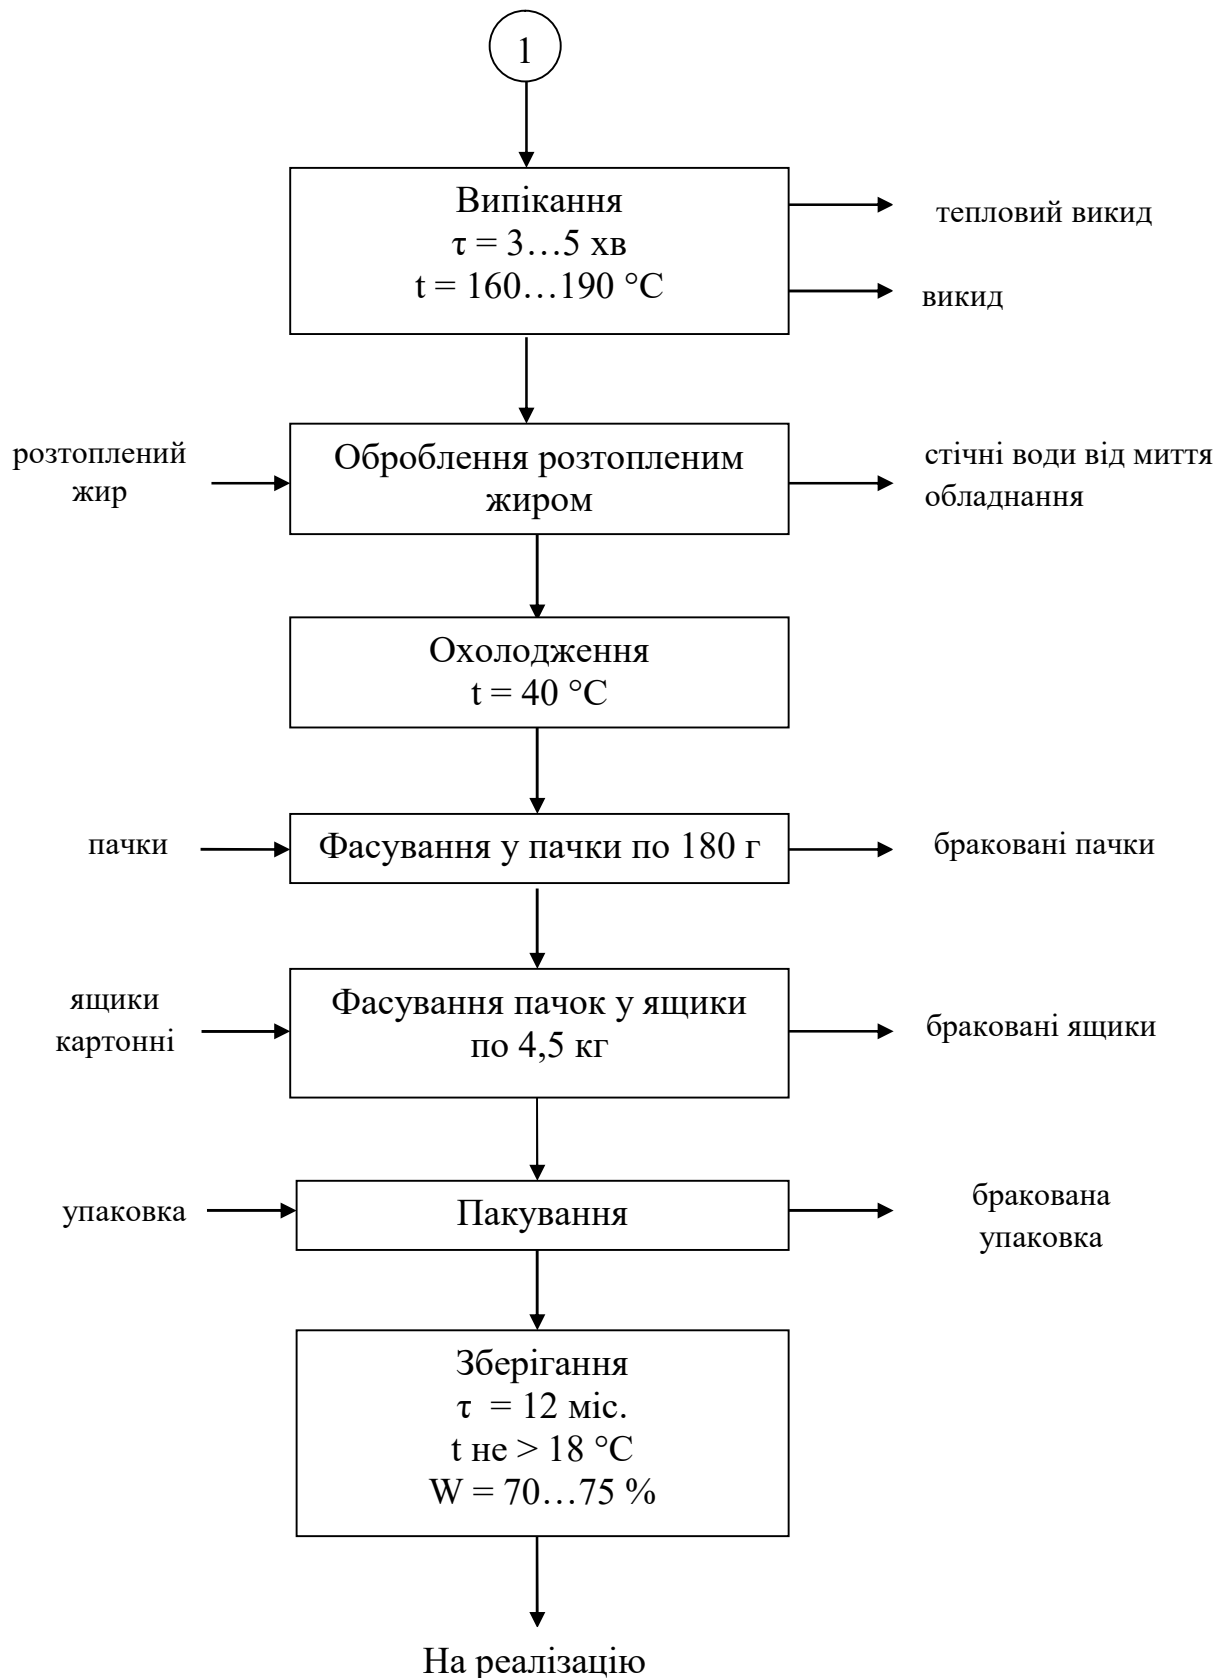 1
Випікання
τ = 3…5 хв
t = 160…190 °С
тепловий викид
викид
розтоплений
жир
Оброблення розтопленим
жиром
стічні води від миття
обладнання
Охолодження
t = 40 °С
пачки
Фасування у пачки по 180 г
браковані пачки
ящики
картонні
Фасування пачок у ящики
по 4,5 кг
браковані ящики
упаковка
Пакування
бракована
упаковка
Зберігання
τ = 12 міс.
t не > 18 °С
W = 70…75 %
На реалізацію